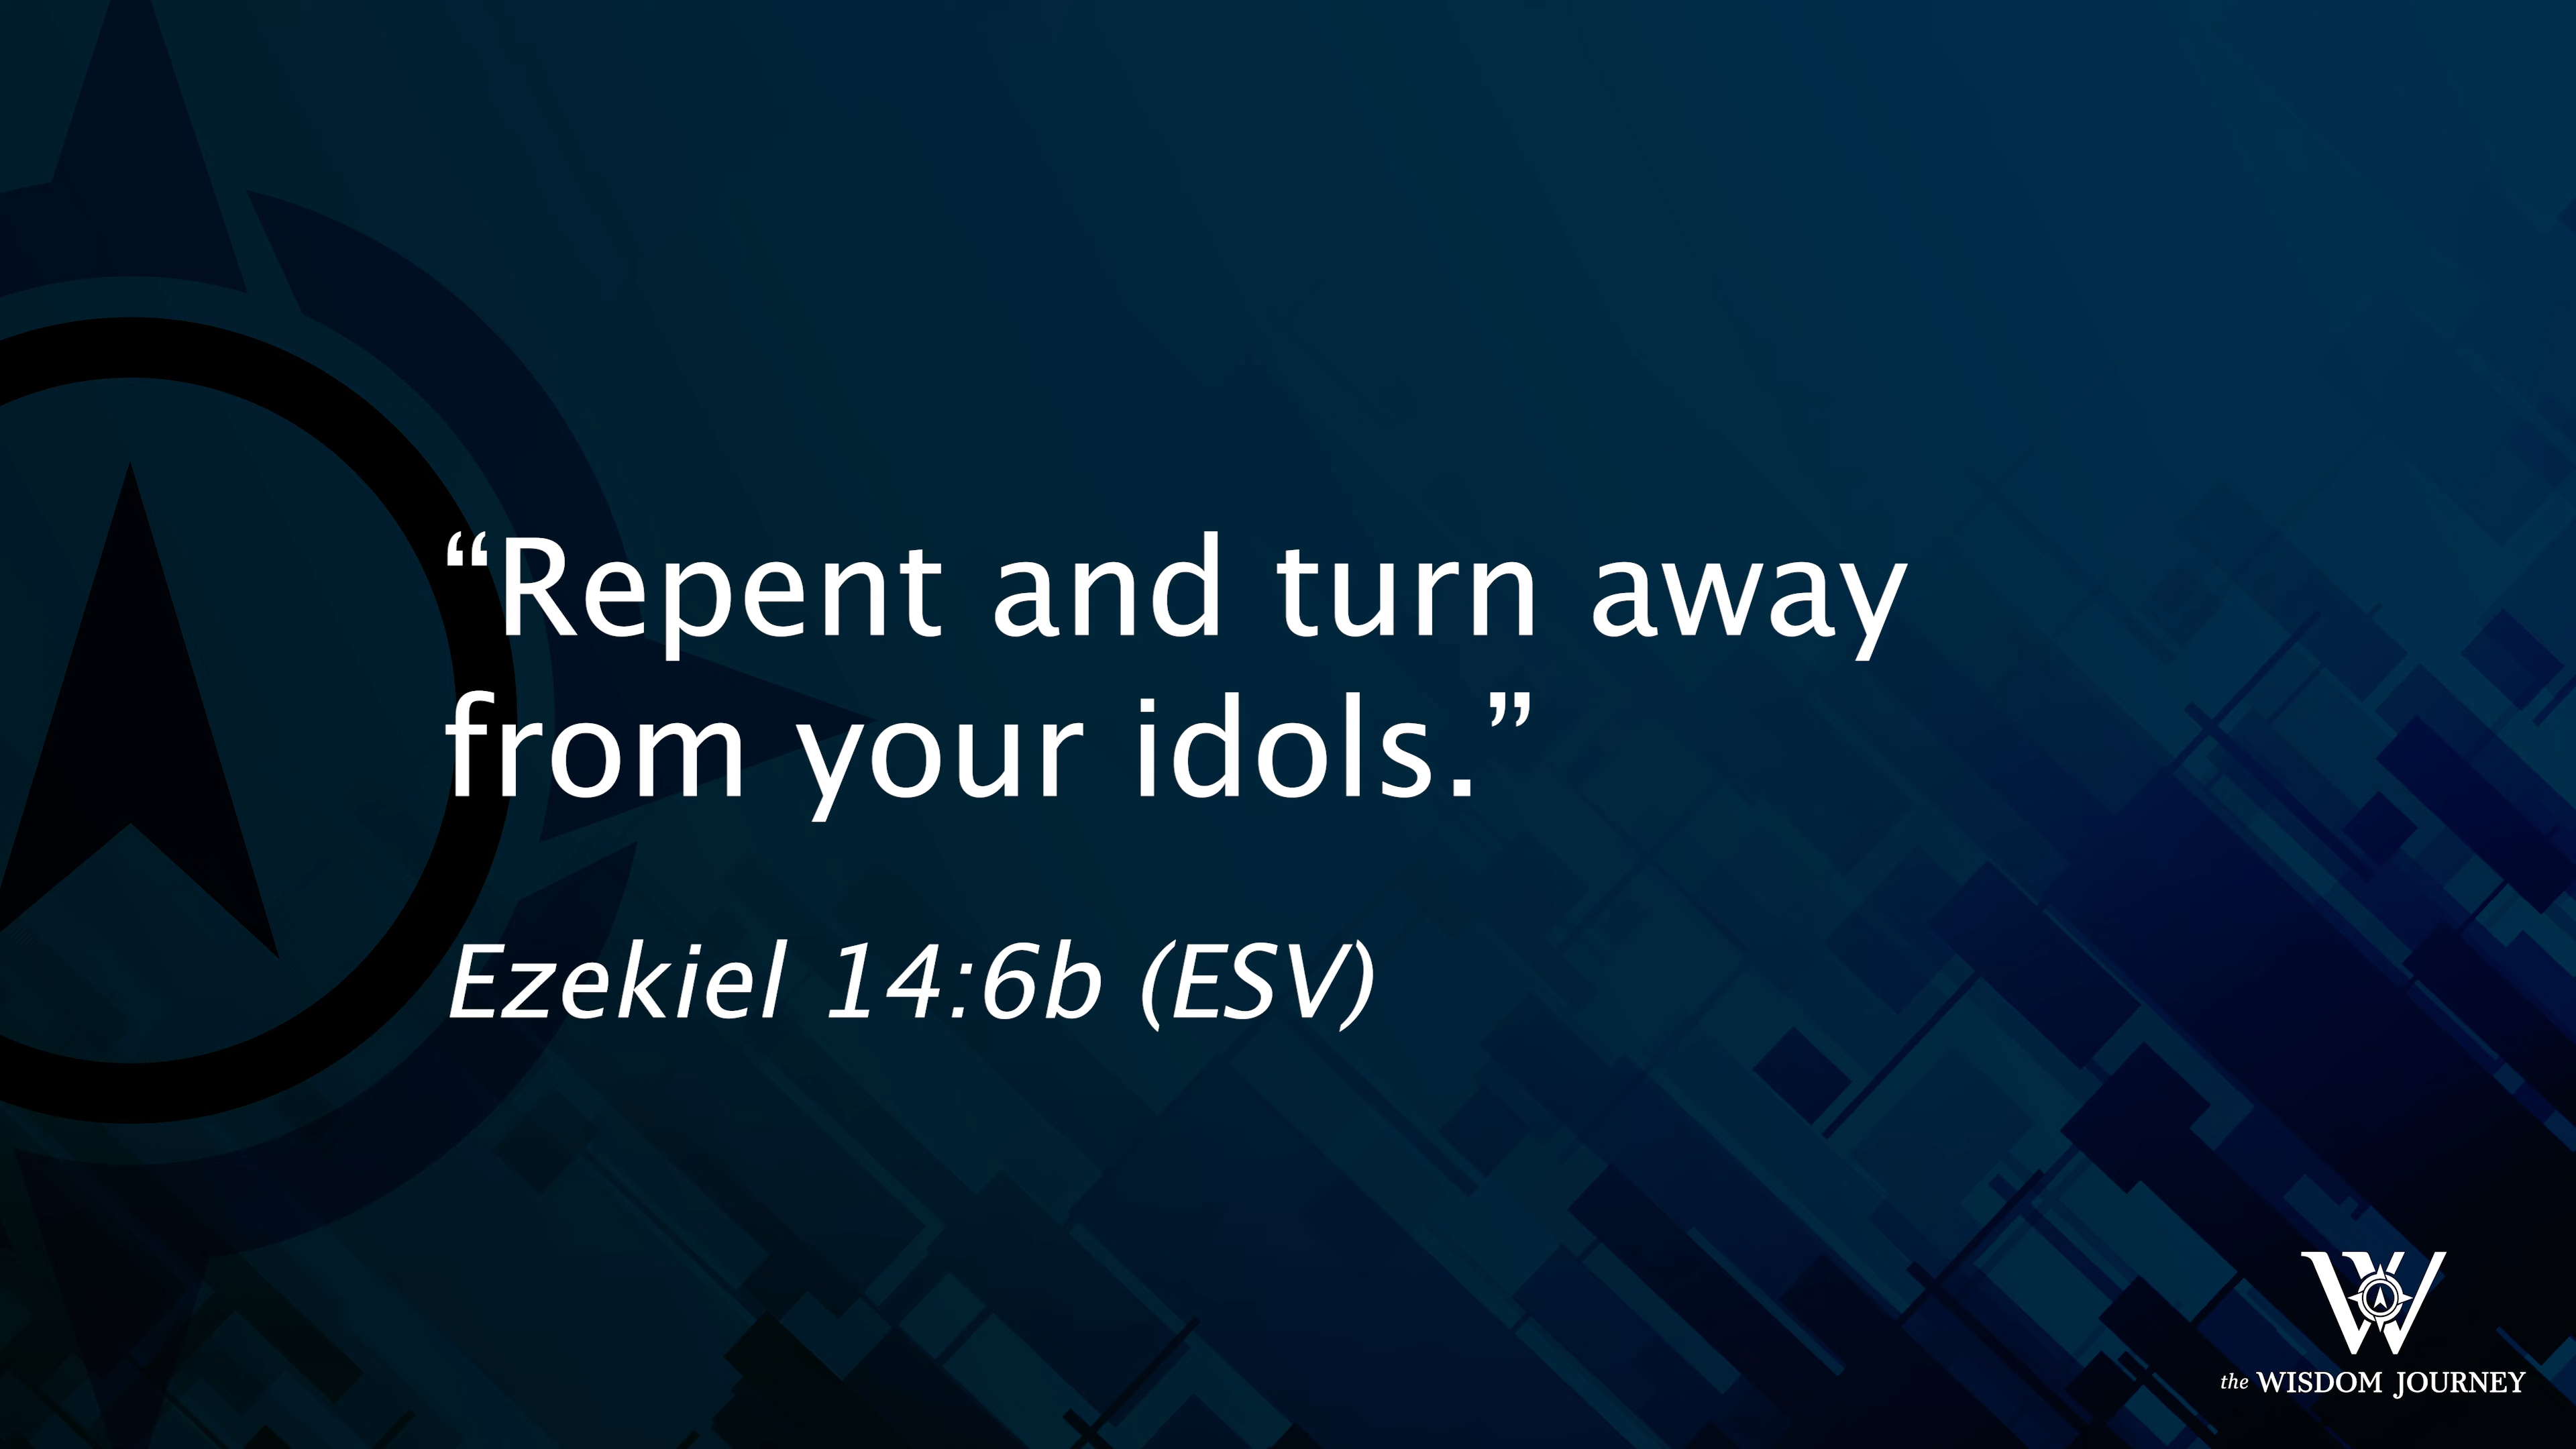 “Repent and turn away
from your idols.”
Ezekiel 14:6b (ESV)
W
the WISDOM JOURNEY